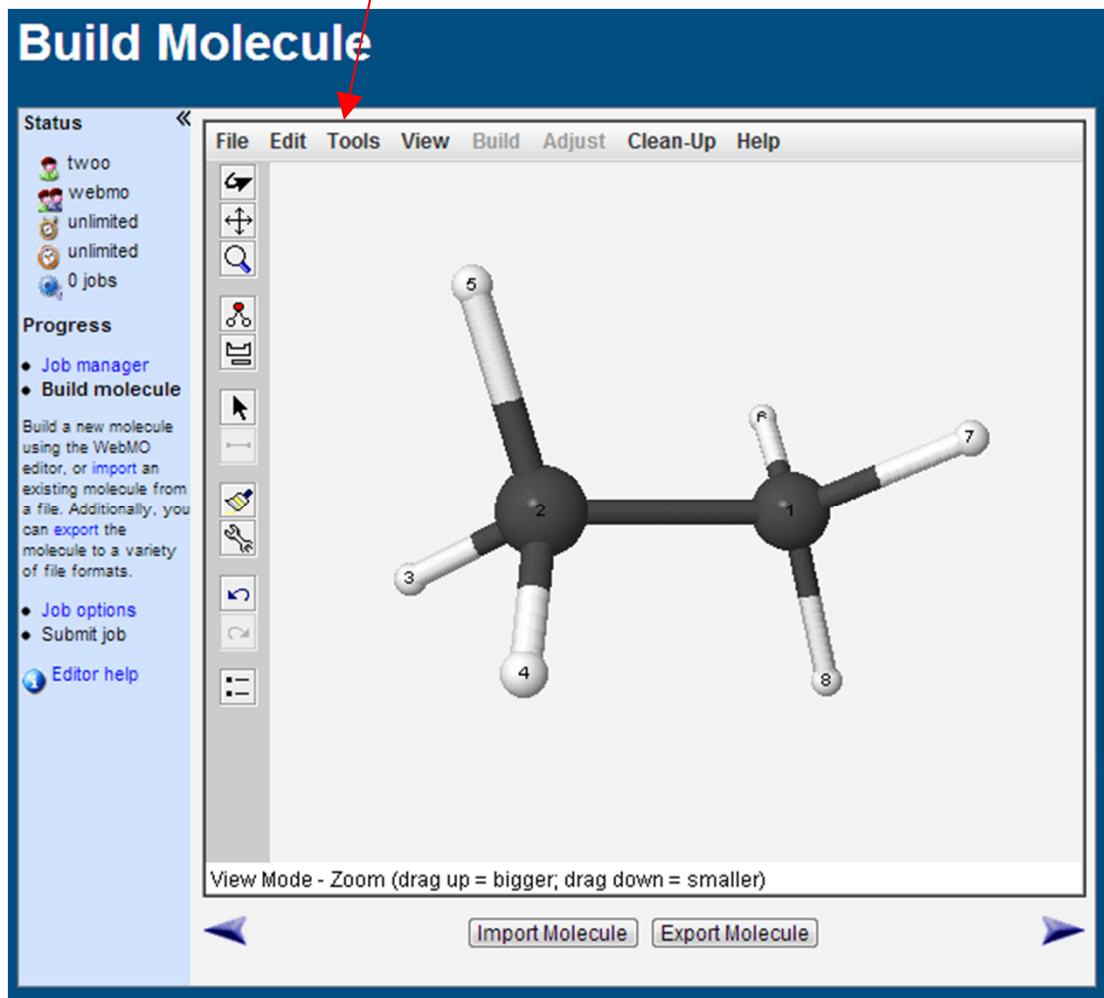 Build Molecule
Status «
twoo
webmo
unlimited
unlimited
0 jobs
Progress
Job manager
Build molecule
Build a new molecule
using the WebMO
editor, or import an
existing molecule from
a file. Additionally, you
can export the
molecule to a variety
of file formats.
Job options
Submit job
Editor help
File Edit Tools View Build Adjust Clean-Up Help
5
6
7
2
1
3
4
8
View Mode - Zoom (drag up = bigger; drag down = smaller)
Import Molecule Export Molecule